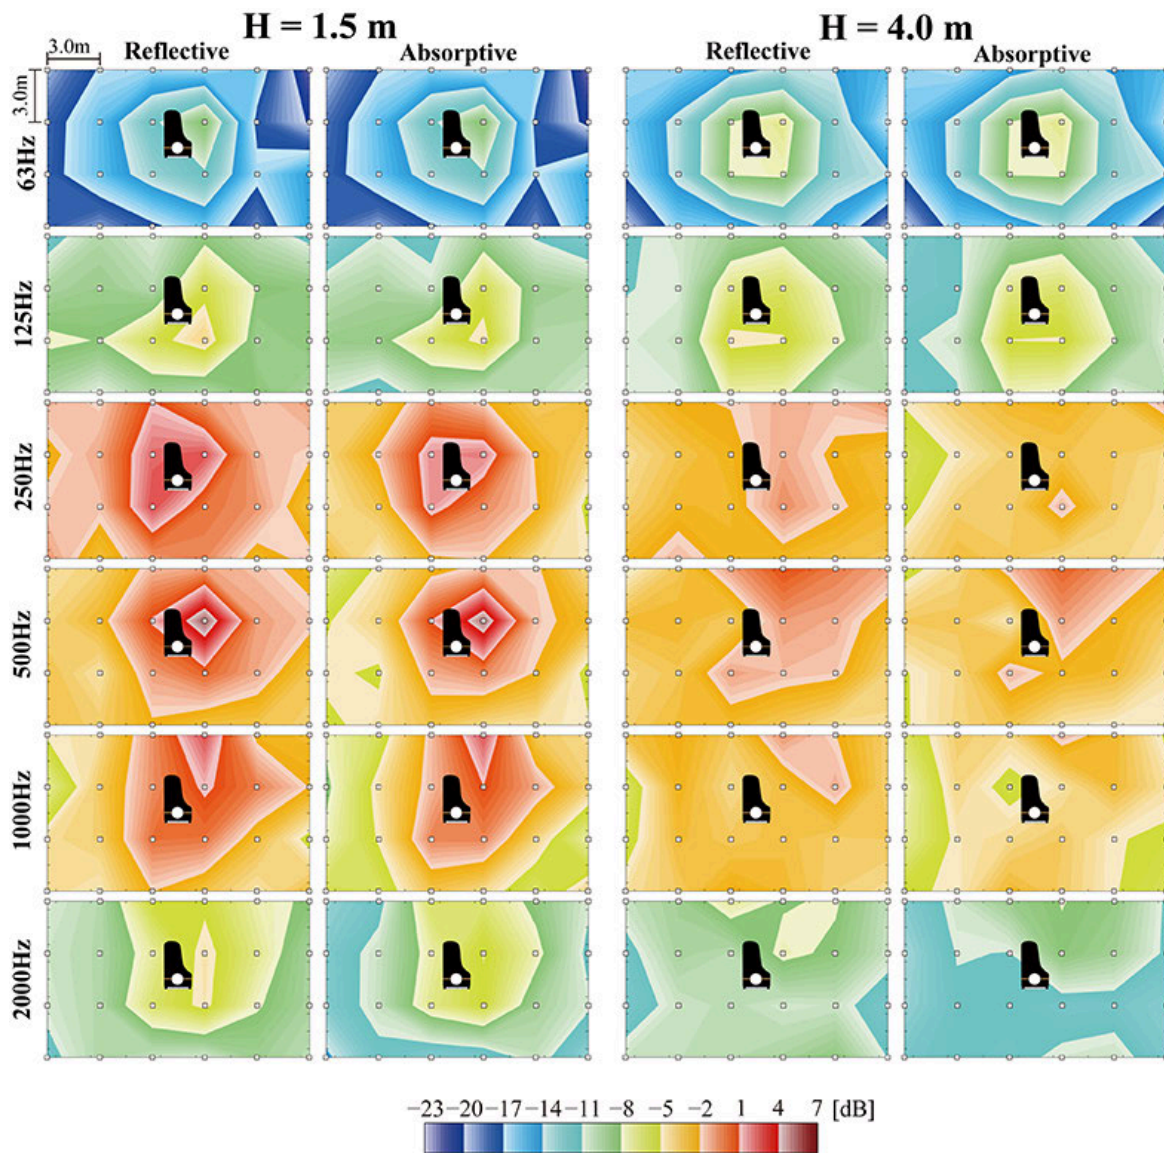 H = 1.5 m
H = 4.0 m
3.0m
Reflective
Absorptive
Reflective
Absorptive
3.0m
63Hz
125Hz
250Hz
500Hz
1000Hz
2000Hz
−23 −20 −17 −14 −11 −8 −5 −2 1 4 7 [dB]